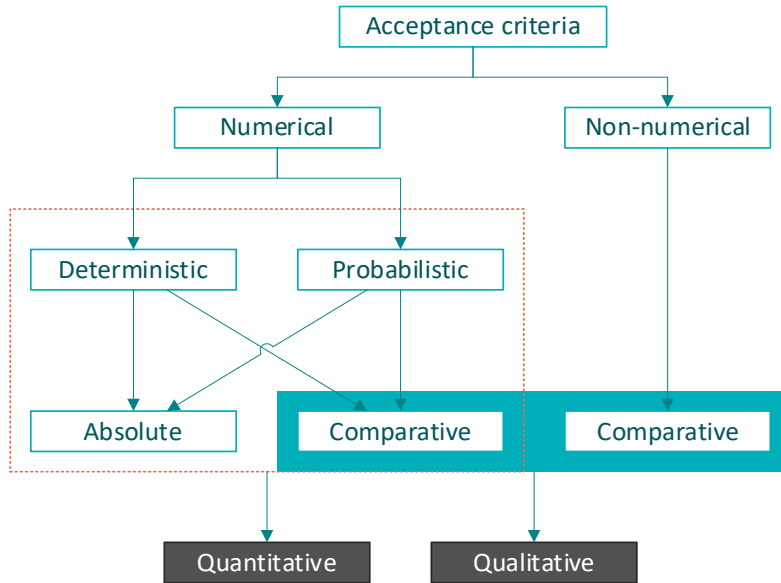 Acceptance criteria
Numerical
Non-numerical
Deterministic
Probabilistic
Absolute
Comparative
Comparative
Quantitative
Qualitative